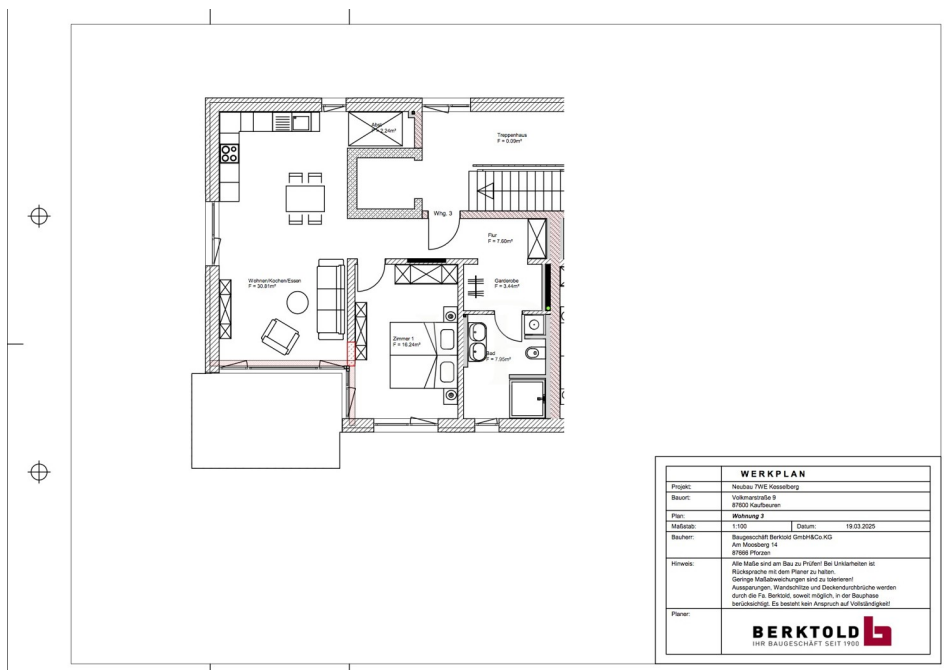 Abst.
F = 2.24m²
Treppenhaus
F = 0.09m²
Whg. 3
Flur
F = 7.60m²
Wohnen/Kochen/Essen
F = 30.81m²
Garderobe
F = 3.44m²
Zimmer 1
F = 16.24m²
Bad
F = 7.05m²
WERKPLAN
Projekt: Neubau 7WE Kesselberg
Bauort: Volkmarstraße 9
87600 Kaufbeuren
Plan: Wohnung 3
Maßstab: 1:100 Datum: 19.03.2025
Bauherr: Baugeschäft Berktold GmbH&Co.KG
Am Moosberg 14
87666 Pforzen
Hinweis: Alle Maße sind am Bau zu Prüfen! Bei Unklarheiten ist
Rücksprache mit dem Planer zu halten.
Geringe Maßabweichungen sind zu tolerieren!
Aussparungen, Wandschlitze und Deckendurchbrüche werden
durch die Fa. Berktold, soweit möglich, in der Bauphase
berücksichtigt. Es besteht kein Anspruch auf Vollständigkeit!
Planer:
BERKTOLD
IHR BAUGESCHÄFT SEIT 1900